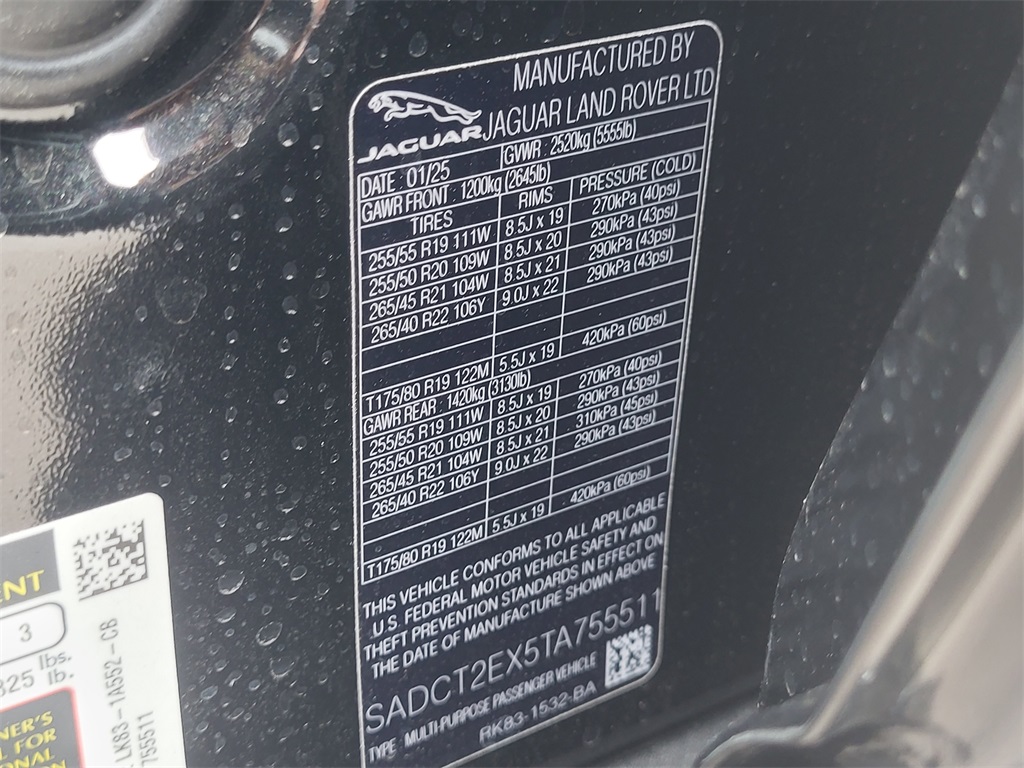 MANUFACTURED BY
JAGUAR JAGUAR LAND ROVER LTD
DATE : 01/25 GVWR : 2520kg (5555lb)
GAWR FRONT : 1200kg (2645lb)
TIRES RIMS PRESSURE (COLD)
255/55 R19 111W 8.5J x 19 270kPa (40psi)
255/50 R20 109W 8.5J x 20 290kPa (43psi)
265/45 R21 104W 8.5J x 21 290kPa (43psi)
265/40 R22 106Y 9.0J x 22 290kPa (43psi)
T175/80 R19 122M 5.5J x 19 420kPa (60psi)
GAWR REAR : 1420kg (3130lb)
255/55 R19 111W 8.5J x 19 270kPa (40psi)
255/50 R20 109W 8.5J x 20 290kPa (43psi)
265/45 R21 104W 8.5J x 21 310kPa (45psi)
265/40 R22 106Y 9.0J x 22 290kPa (43psi)
T175/80 R19 122M 5.5J x 19 420kPa (60psi)
THIS VEHICLE CONFORMS TO ALL APPLICABLE
U.S. FEDERAL MOTOR VEHICLE SAFETY AND
THEFT PREVENTION STANDARDS IN EFFECT ON
THE DATE OF MANUFACTURE SHOWN ABOVE
SADCT2EX5TA755511
TYPE : MULTI-PURPOSE PASSENGER VEHICLE
RK83-1532-BA
3
lbs.
lb.
FOR
LK83-1A552-CB
755511